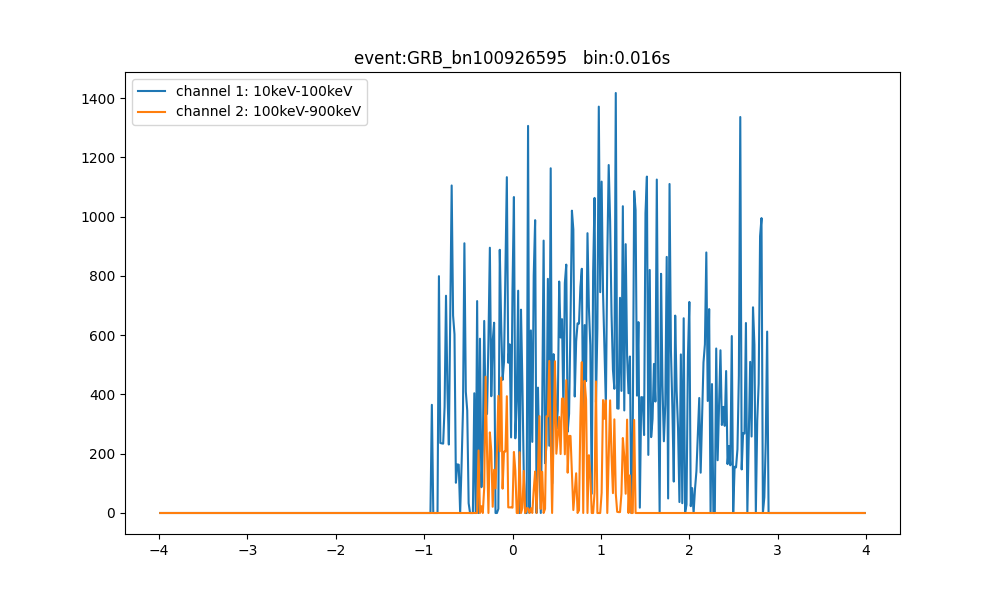 event:GRB_bn100926595   bin:0.016s
channel 1: 10keV-100keV
channel 2: 100keV-900keV
1400
1200
1000
800
600
400
200
0
−4 −3 −2 −1 0 1 2 3 4